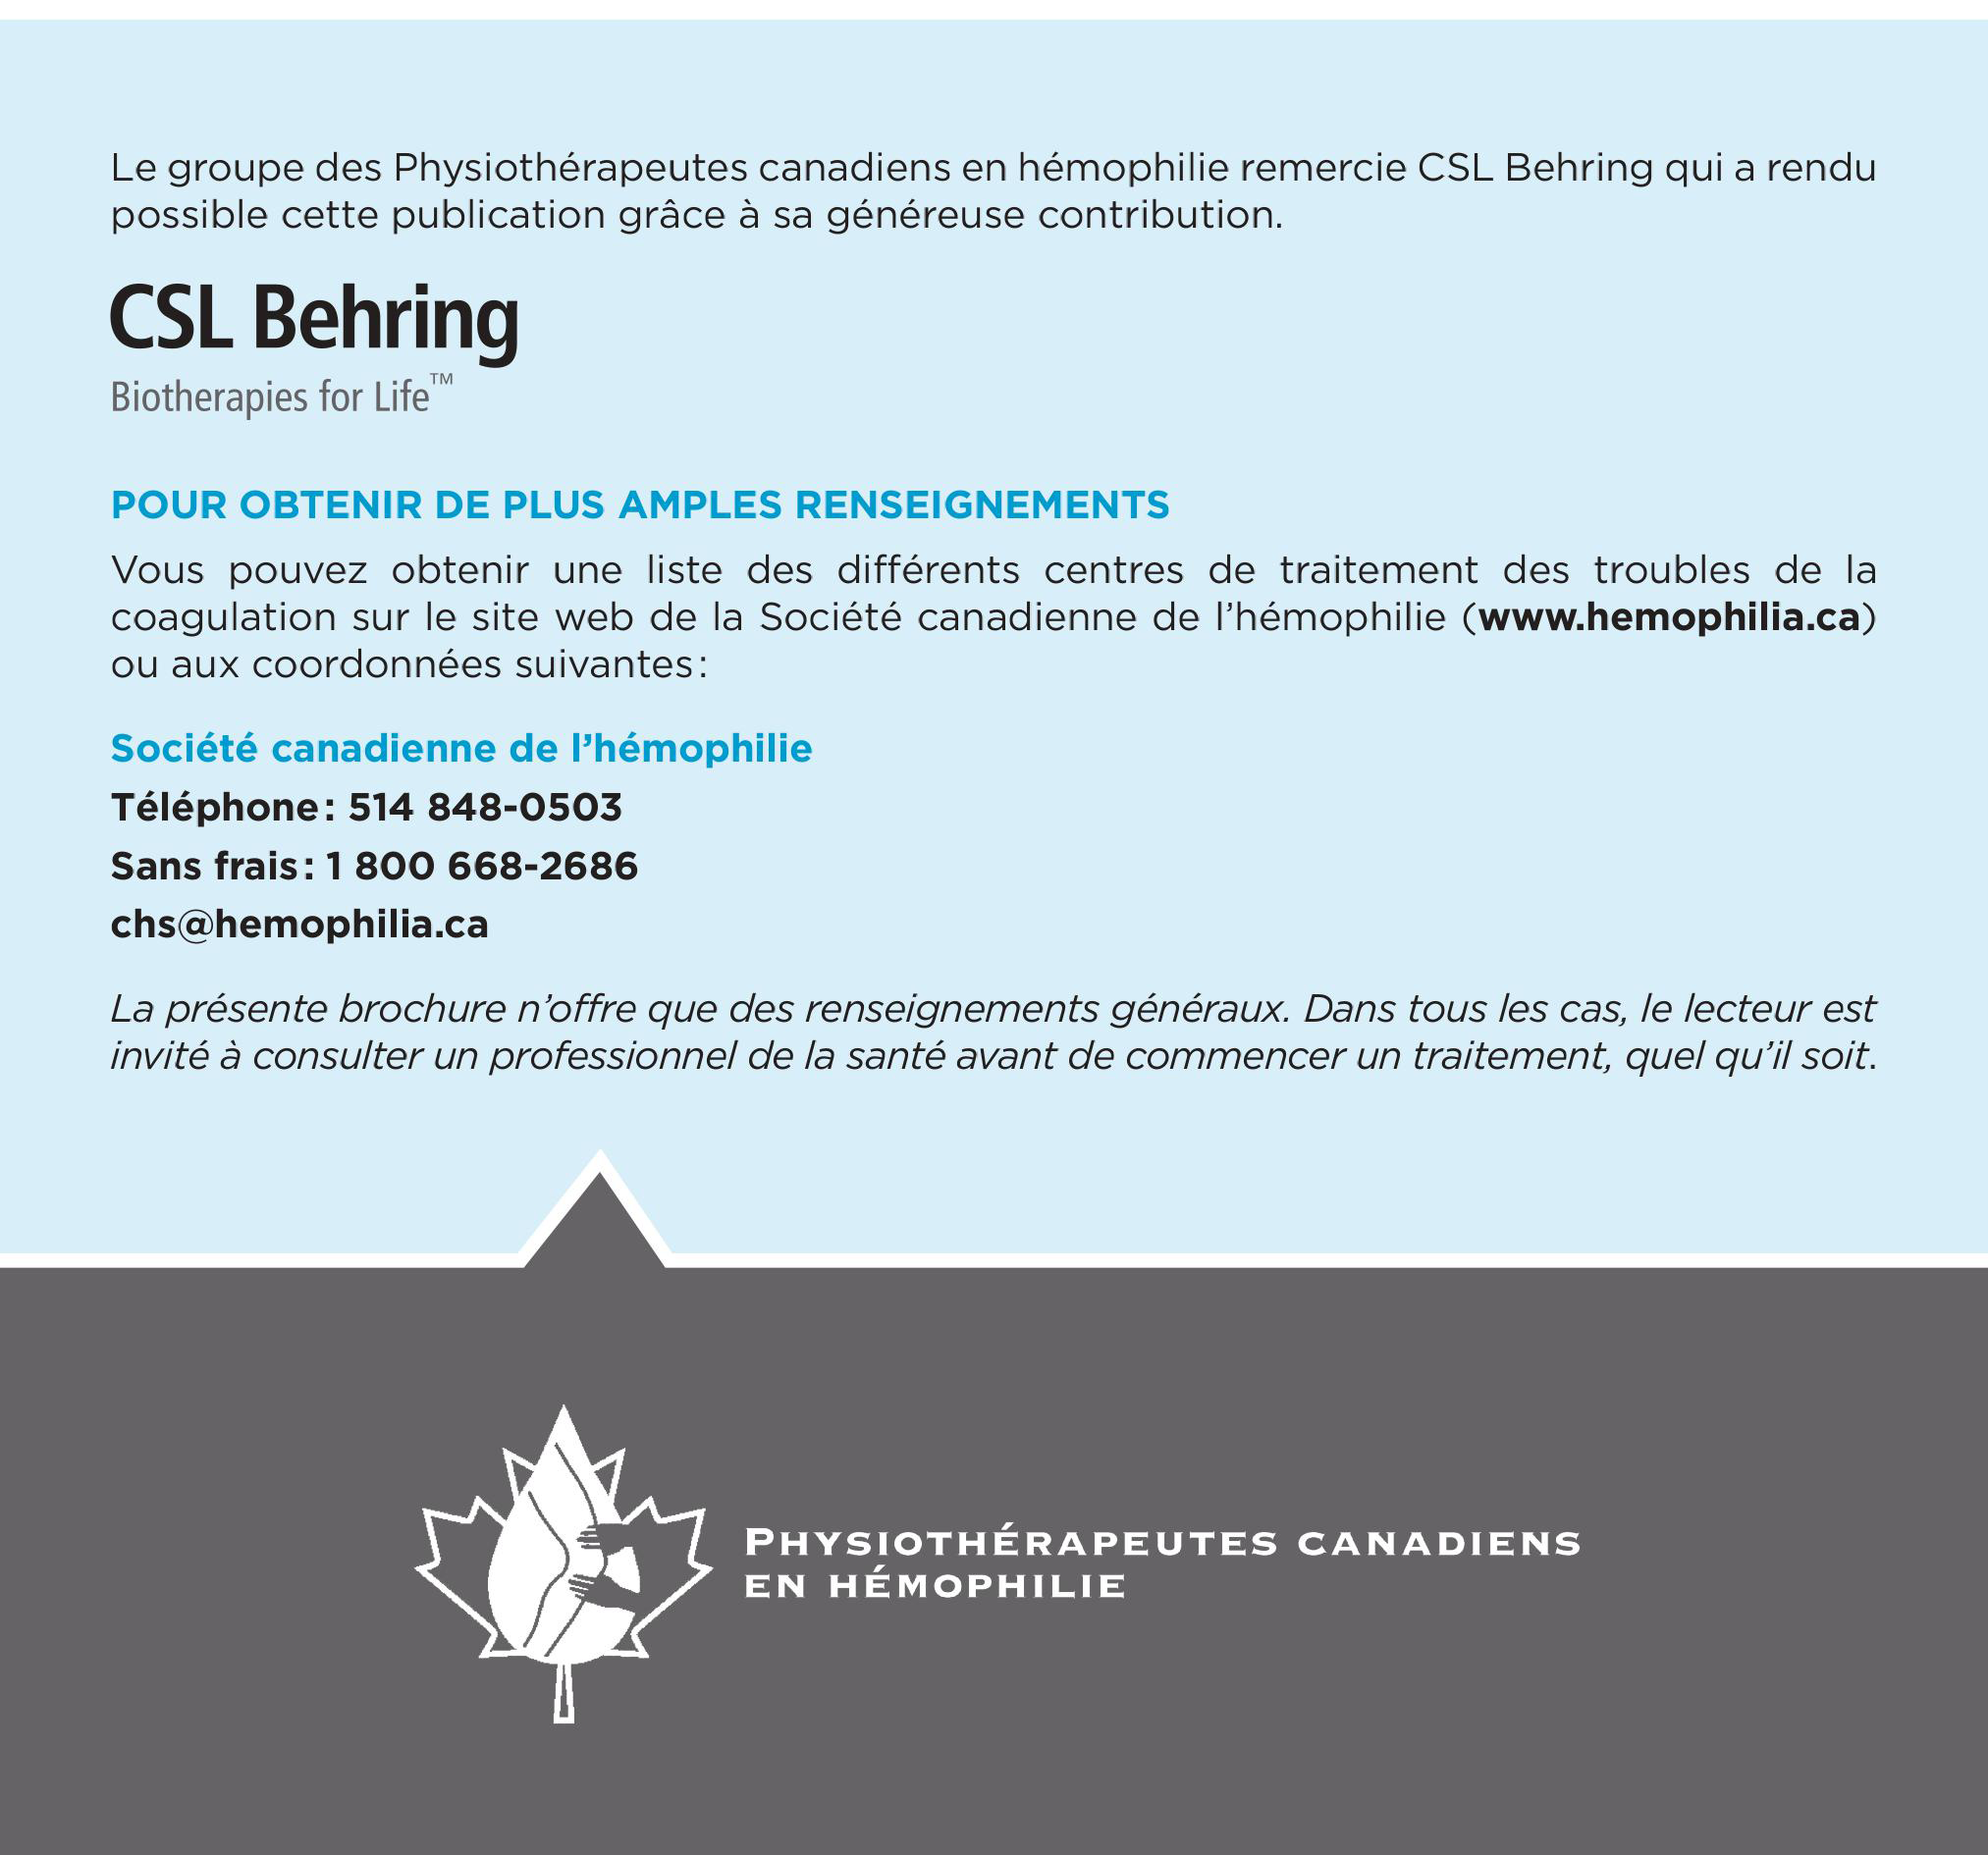 Le groupe des Physiothérapeutes canadiens en hémophilie remercie CSL Behring qui a rendu
possible cette publication grâce à sa généreuse contribution.
CSL Behring
Biotherapies for Life™
POUR OBTENIR DE PLUS AMPLES RENSEIGNEMENTS
Vous pouvez obtenir une liste des différents centres de traitement des troubles de la
coagulation sur le site web de la Société canadienne de l’hémophilie (www.hemophilia.ca)
ou aux coordonnées suivantes :
Société canadienne de l’hémophilie
Téléphone : 514 848-0503
Sans frais : 1 800 668-2686
chs@hemophilia.ca
La présente brochure n’offre que des renseignements généraux. Dans tous les cas, le lecteur est
invité à consulter un professionnel de la santé avant de commencer un traitement, quel qu’il soit.
PHYSIOTHÉRAPEUTES CANADIENS
EN HÉMOPHILIE